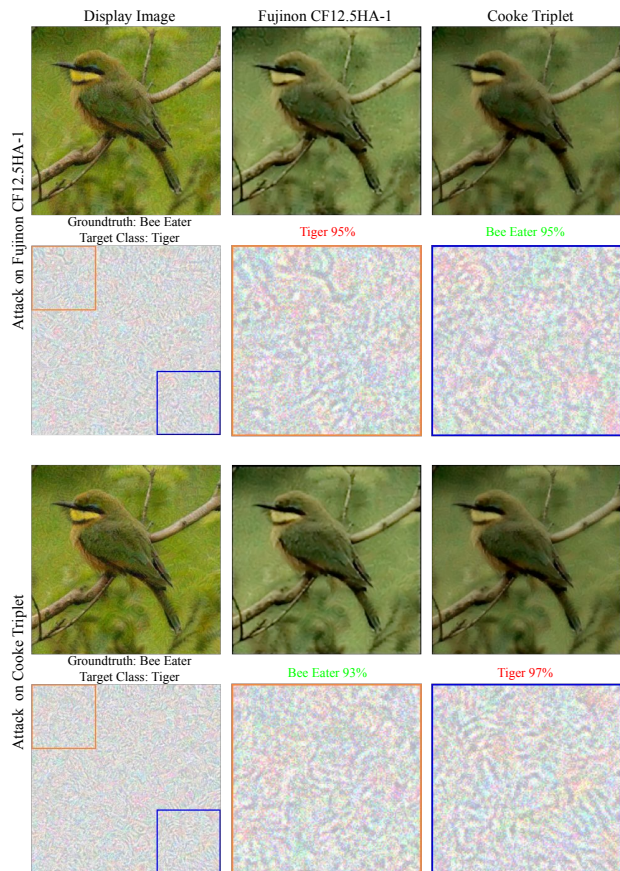 Display Image
Fujinon CF12.5HA-1
Cooke Triplet
Attack on Fujinon CF12.5HA-1
Groundtruth: Bee Eater
Target Class: Tiger
Tiger 95%
Bee Eater 95%
Attack on Cooke Triplet
Groundtruth: Bee Eater
Target Class: Tiger
Bee Eater 93%
Tiger 97%